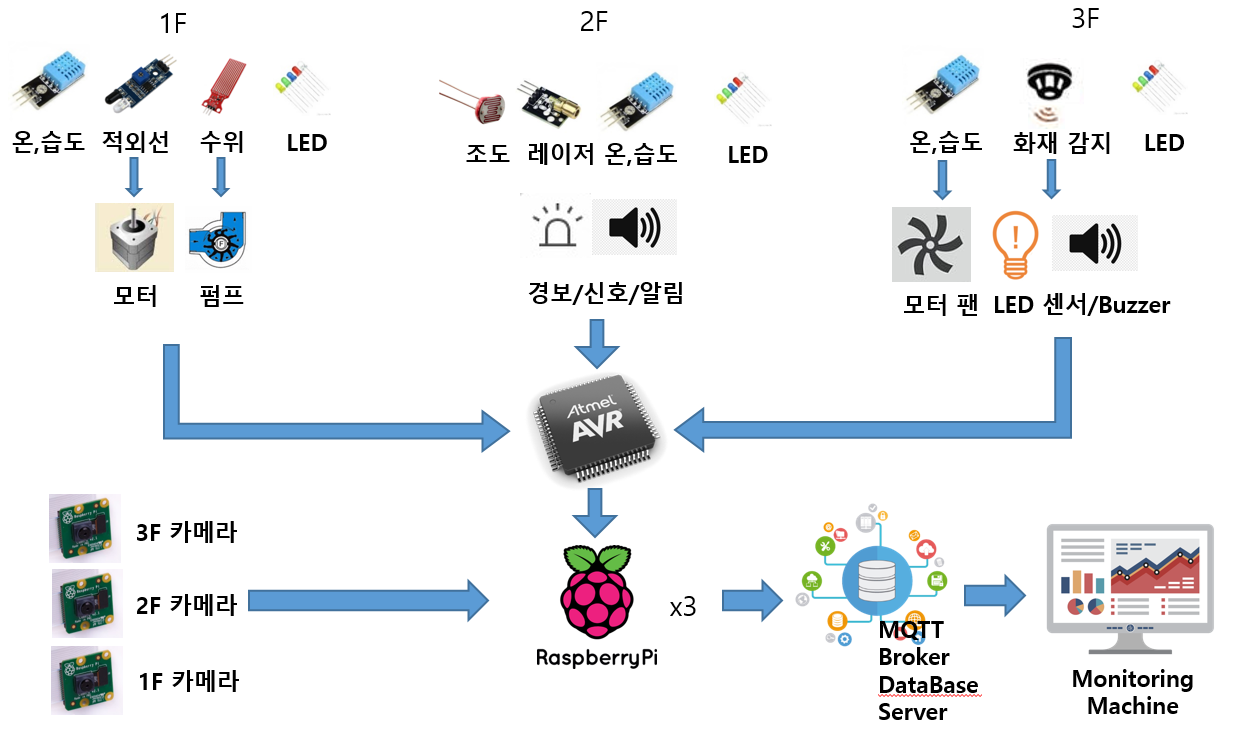 1F
2F
3F
온,습도
적외선
수위
LED
조도
레이저
온,습도
LED
온,습도
화재 감지
LED
모터
펌프
경보/신호/알림
모터 팬
LED 센서/Buzzer
Atmel
AVR
3F 카메라
2F 카메라
1F 카메라
RaspberryPi
x3
MQTT
Broker
DataBase
Server
Monitoring
Machine